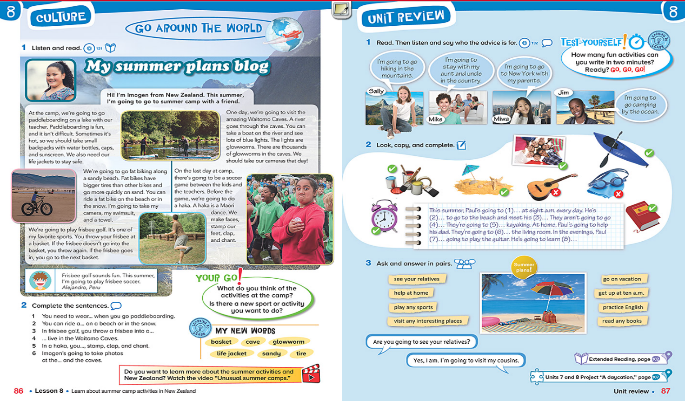 8
CULTURE
GO AROUND THE WORLD
1 Listen and read.
My summer plans blog
Hi! I'm Imogen from New Zealand. This summer,
I'm going to go to summer camp with a friend.
At the camp, we're going to go
paddleboarding on a lake with our
teacher. Paddleboarding is fun,
and it isn't difficult. Sometimes it's
hot, so we should take small
backpacks with water bottles, caps,
and sunscreen. We also need our
life jackets to stay safe.
One day, we're going to visit the
amazing Waitomo Caves. A river
goes through the caves. You can
take a boat on the river and see
lots of blue lights. The lights are
glowworms. There are thousands
of glowworms in the caves. We
should take our cameras that day!
We're going to go fat biking along
a sandy beach. Fat bikes have
bigger tires than other bikes and
go more quickly on sand. You can
ride a fat bike on the beach or in
the snow. I'm going to take my
camera, my swimsuit,
and a towel.
On the last day at camp,
there's going to be a soccer
game between the kids and
the teachers. Before the
game, we're going to do
a haka. A haka is a Maori
dance. We
make faces,
stamp our
feet, clap,
and chant.
We're going to play frisbee golf. It's one of
my favorite sports. You throw your frisbee at
a basket. If the frisbee doesn't go into the
basket, you throw again. If the frisbee goes
in, you go to the next basket.
Frisbee golf sounds fun. This summer,
I'm going to play frisbee soccer.
Alejandro, Peru
YOUR GO!
What do you think of the
activities at the camp?
Is there a new sport or activity
you want to do?
2 Complete the sentences.
1 You need to wear... when you go paddleboarding.
2 You can ride a... on a beach or in the snow.
3 In frisbee golf, you throw a frisbee into a...
4 ... live in the Waitomo Caves.
5 In a haka, you..., stamp, clap, and chant.
6 Imogen's going to take photos
at the... and the caves.
MY NEW WORDS
basket cave glowworm
life jacket sandy tire
Do you want to learn more about the summer activities and
New Zealand? Watch the video "Unusual summer camps."
86 • Lesson 8 • Learn about summer camp activities in New Zealand
UNIT REVIEW
8
1 Read. Then listen and say who the advice is for.
TEST YOURSELF!
How many fun activities can
you write in two minutes?
Ready? GO, GO, GO!
I'm going to go
hiking in the
mountains.
I'm going to
stay with my
aunt and uncle
in the country.
I'm going to go
to New York with
my parents.
I'm going to
go camping
by the ocean.
Sally
Mike
Miwa
Jim
2 Look, copy, and complete.
This summer, Paul's going to (1)... at eight a.m. every day. He's
(2)... to go to the beach and meet his (3)... They aren't going to go
(4)... They're going to (5)... kayaking. At home, Paul's going to help
his dad. They're going to (6)... the living room. In the evenings, Paul
(7)... going to play the guitar. He's going to learn (8)...
3 Ask and answer in pairs.
Summer
plans!
see your relatives
help at home
play any sports
visit any interesting places
go on vacation
get up at ten a.m.
practice English
read any books
Are you going to see your relatives?
Yes, I am. I'm going to visit my cousins.
Extended Reading, page
Units 7 and 8 Project "A daycation," page
Unit review • 87